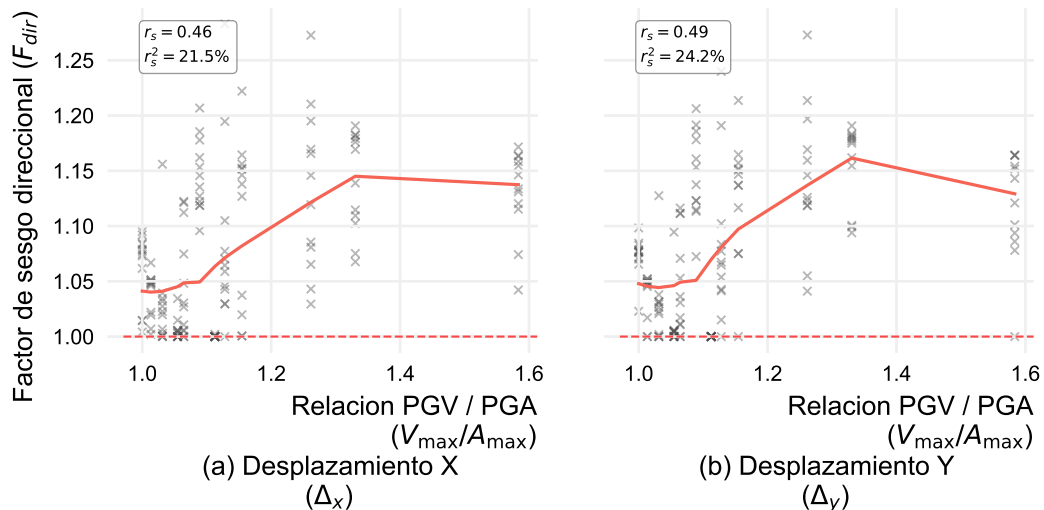 Factor de sesgo direccional (F_dir)
r_s = 0.46
r_s^2 = 21.5%
1.25
1.20
1.15
1.10
1.05
1.00
1.0 1.2 1.4 1.6
Relacion PGV / PGA
(V_max/A_max)
(a) Desplazamiento X
(Δ_x)
r_s = 0.49
r_s^2 = 24.2%
1.0 1.2 1.4 1.6
Relacion PGV / PGA
(V_max/A_max)
(b) Desplazamiento Y
(Δ_y)